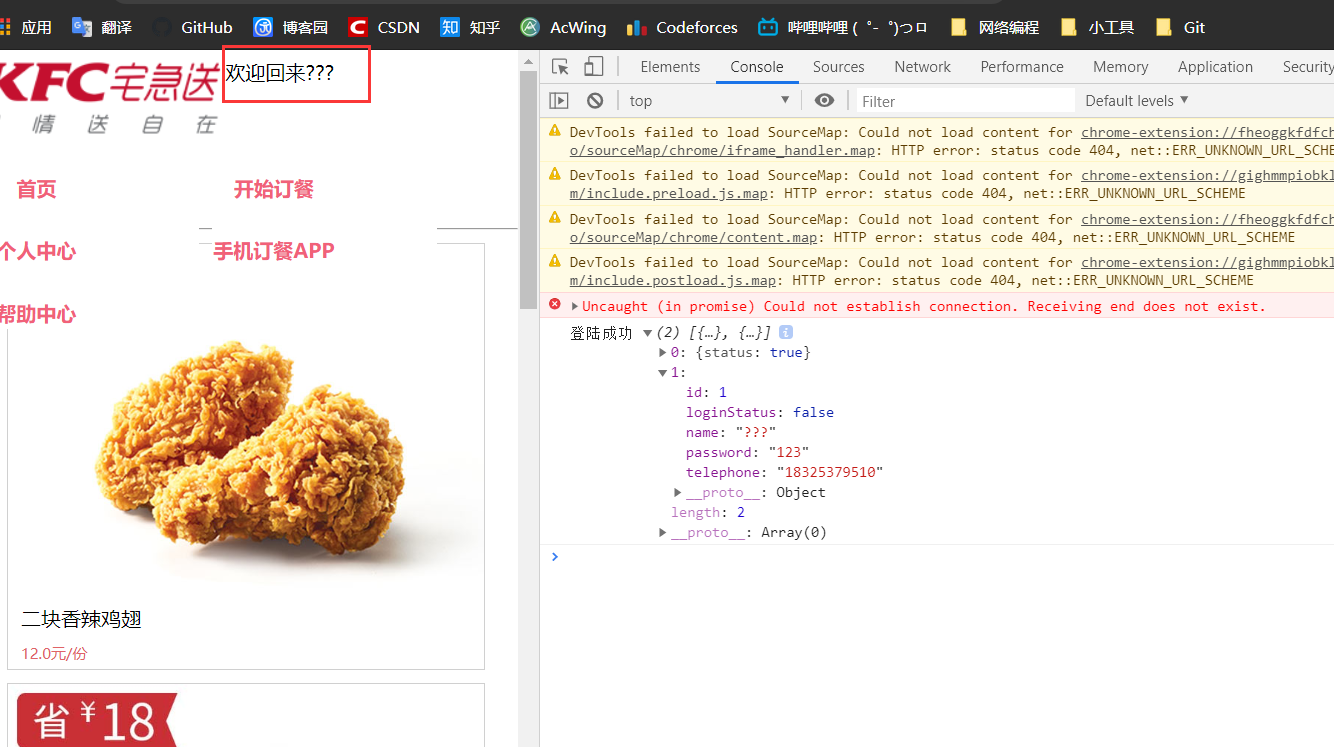 应用 翻译 GitHub 博客园 CSDN 知乎 AcWing Codeforces 哔哩哔哩 ( ゜- ゜)つロ 网络编程 小工具 Git
KFC宅急送
情 送 自 在
欢迎回来???
首页 开始订餐
个人中心 手机订餐APP
帮助中心
二块香辣鸡翅
12.0元/份
省¥18
Elements Console Sources Network Performance Memory Application Security
top Filter Default levels
DevTools failed to load SourceMap: Could not load content for chrome-extension://fheoggkfdfch
o/sourceMap/chrome/iframe_handler.map: HTTP error: status code 404, net::ERR_UNKNOWN_URL_SCHE
DevTools failed to load SourceMap: Could not load content for chrome-extension://gighmmpiobkl
m/include.preload.js.map: HTTP error: status code 404, net::ERR_UNKNOWN_URL_SCHEME
DevTools failed to load SourceMap: Could not load content for chrome-extension://fheoggkfdfch
o/sourceMap/chrome/content.map: HTTP error: status code 404, net::ERR_UNKNOWN_URL_SCHEME
DevTools failed to load SourceMap: Could not load content for chrome-extension://gighmmpiobkl
m/include.postload.js.map: HTTP error: status code 404, net::ERR_UNKNOWN_URL_SCHEME
Uncaught (in promise) Could not establish connection. Receiving end does not exist.
登陆成功 (2) [{…}, {…}]
0: {status: true}
1:
id: 1
loginStatus: false
name: "???"
password: "123"
telephone: "18325379510"
__proto__: Object
length: 2
__proto__: Array(0)